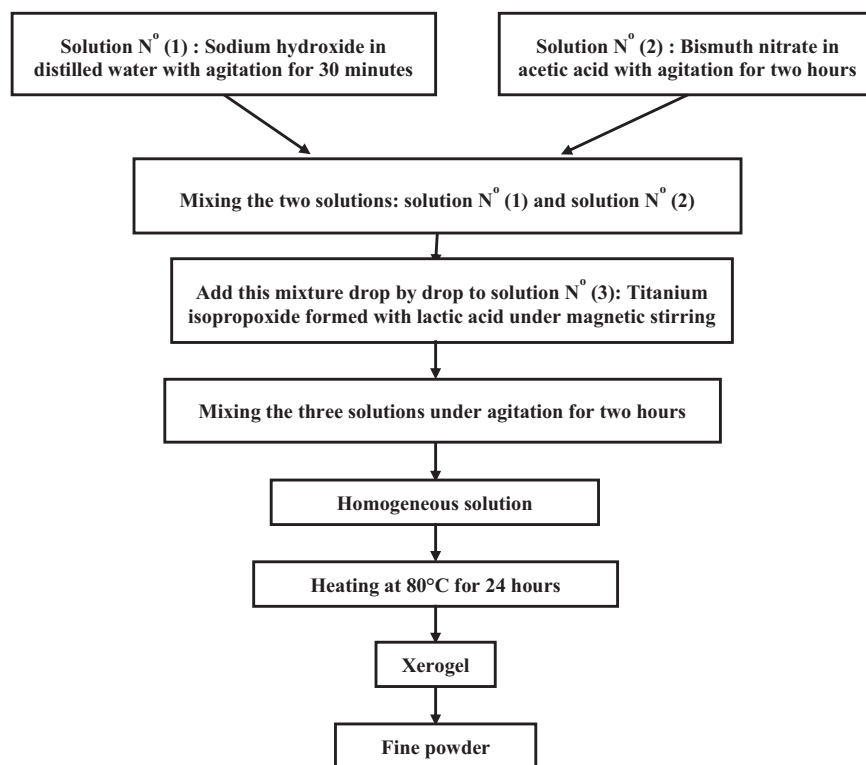 Solution N° (1) : Sodium hydroxide in
distilled water with agitation for 30 minutes
Solution N° (2) : Bismuth nitrate in
acetic acid with agitation for two hours
Mixing the two solutions: solution N° (1) and solution N° (2)
Add this mixture drop by drop to solution N° (3): Titanium
isopropoxide formed with lactic acid under magnetic stirring
Mixing the three solutions under agitation for two hours
Homogeneous solution
Heating at 80°C for 24 hours
Xerogel
Fine powder